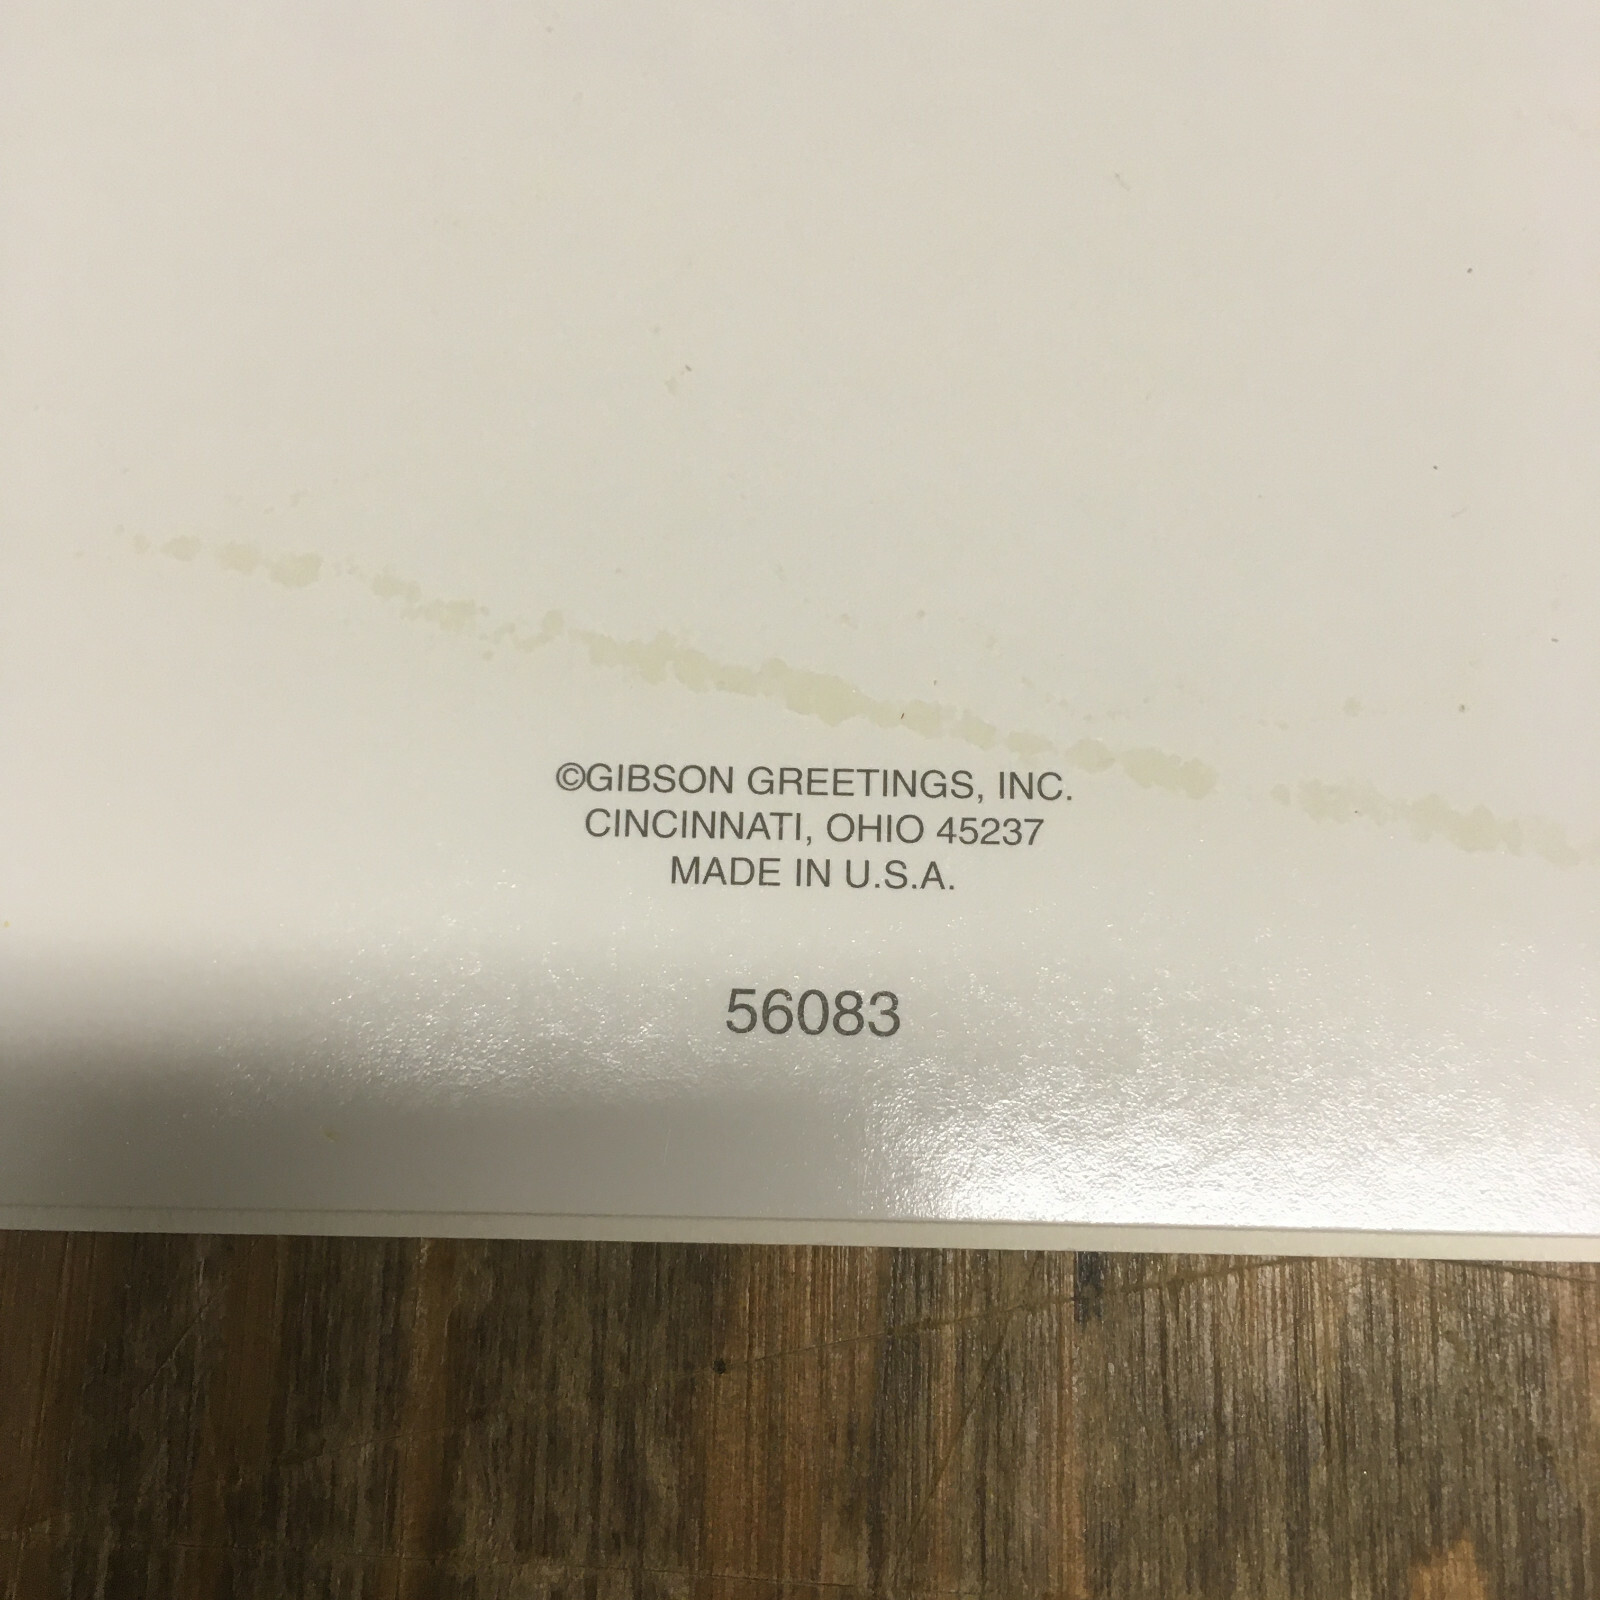 ©GIBSON GREETINGS, INC.
CINCINNATI, OHIO 45237
MADE IN U.S.A.
56083